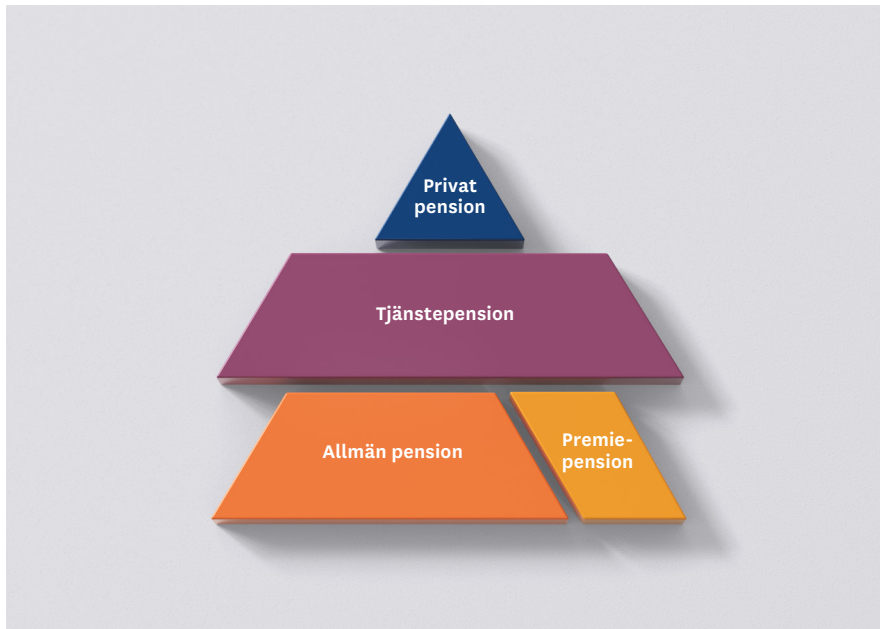 Privat
pension
Tjänstepension
Allmän pension
Premie-
pension